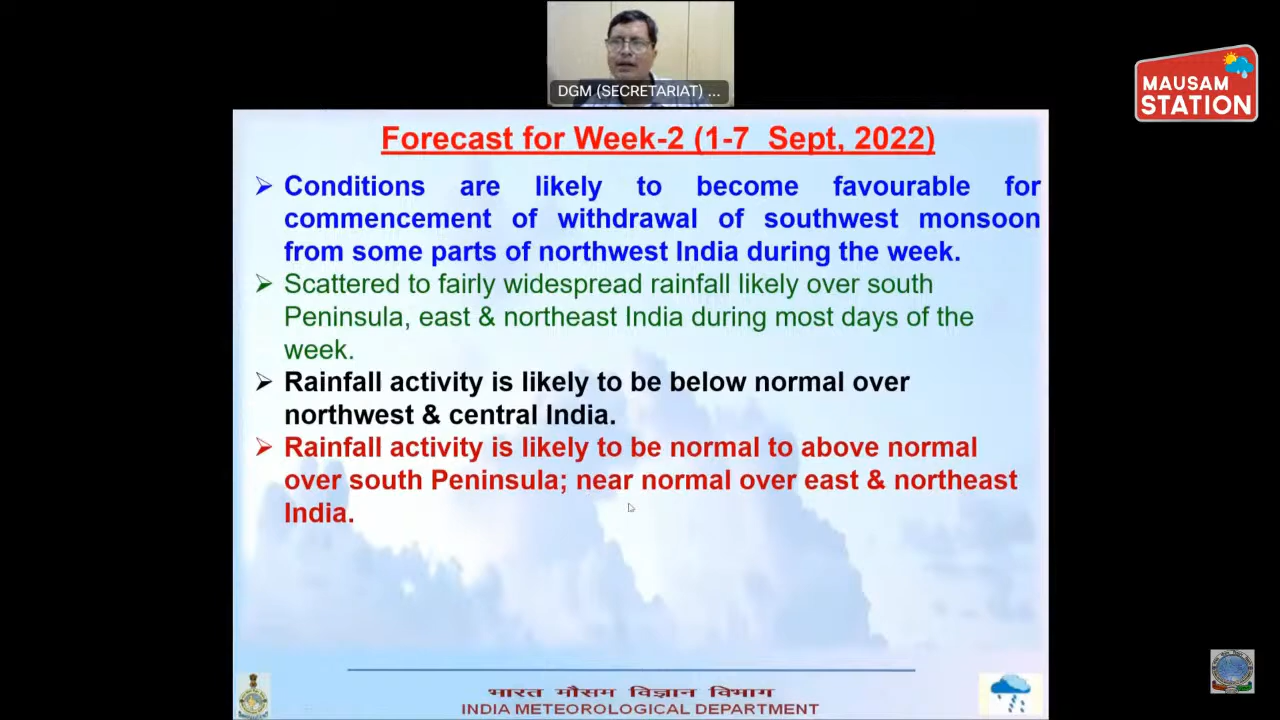 DGM (SECRETARIAT) ...
MAUSAM
STATION
Forecast for Week-2 (1-7 Sept, 2022)
➢ Conditions are likely to become favourable for
commencement of withdrawal of southwest monsoon
from some parts of northwest India during the week.
➢ Scattered to fairly widespread rainfall likely over south
Peninsula, east & northeast India during most days of the
week.
➢ Rainfall activity is likely to be below normal over
northwest & central India.
➢ Rainfall activity is likely to be normal to above normal
over south Peninsula; near normal over east & northeast
India.
भारत मौसम विज्ञान विभाग
INDIA METEOROLOGICAL DEPARTMENT